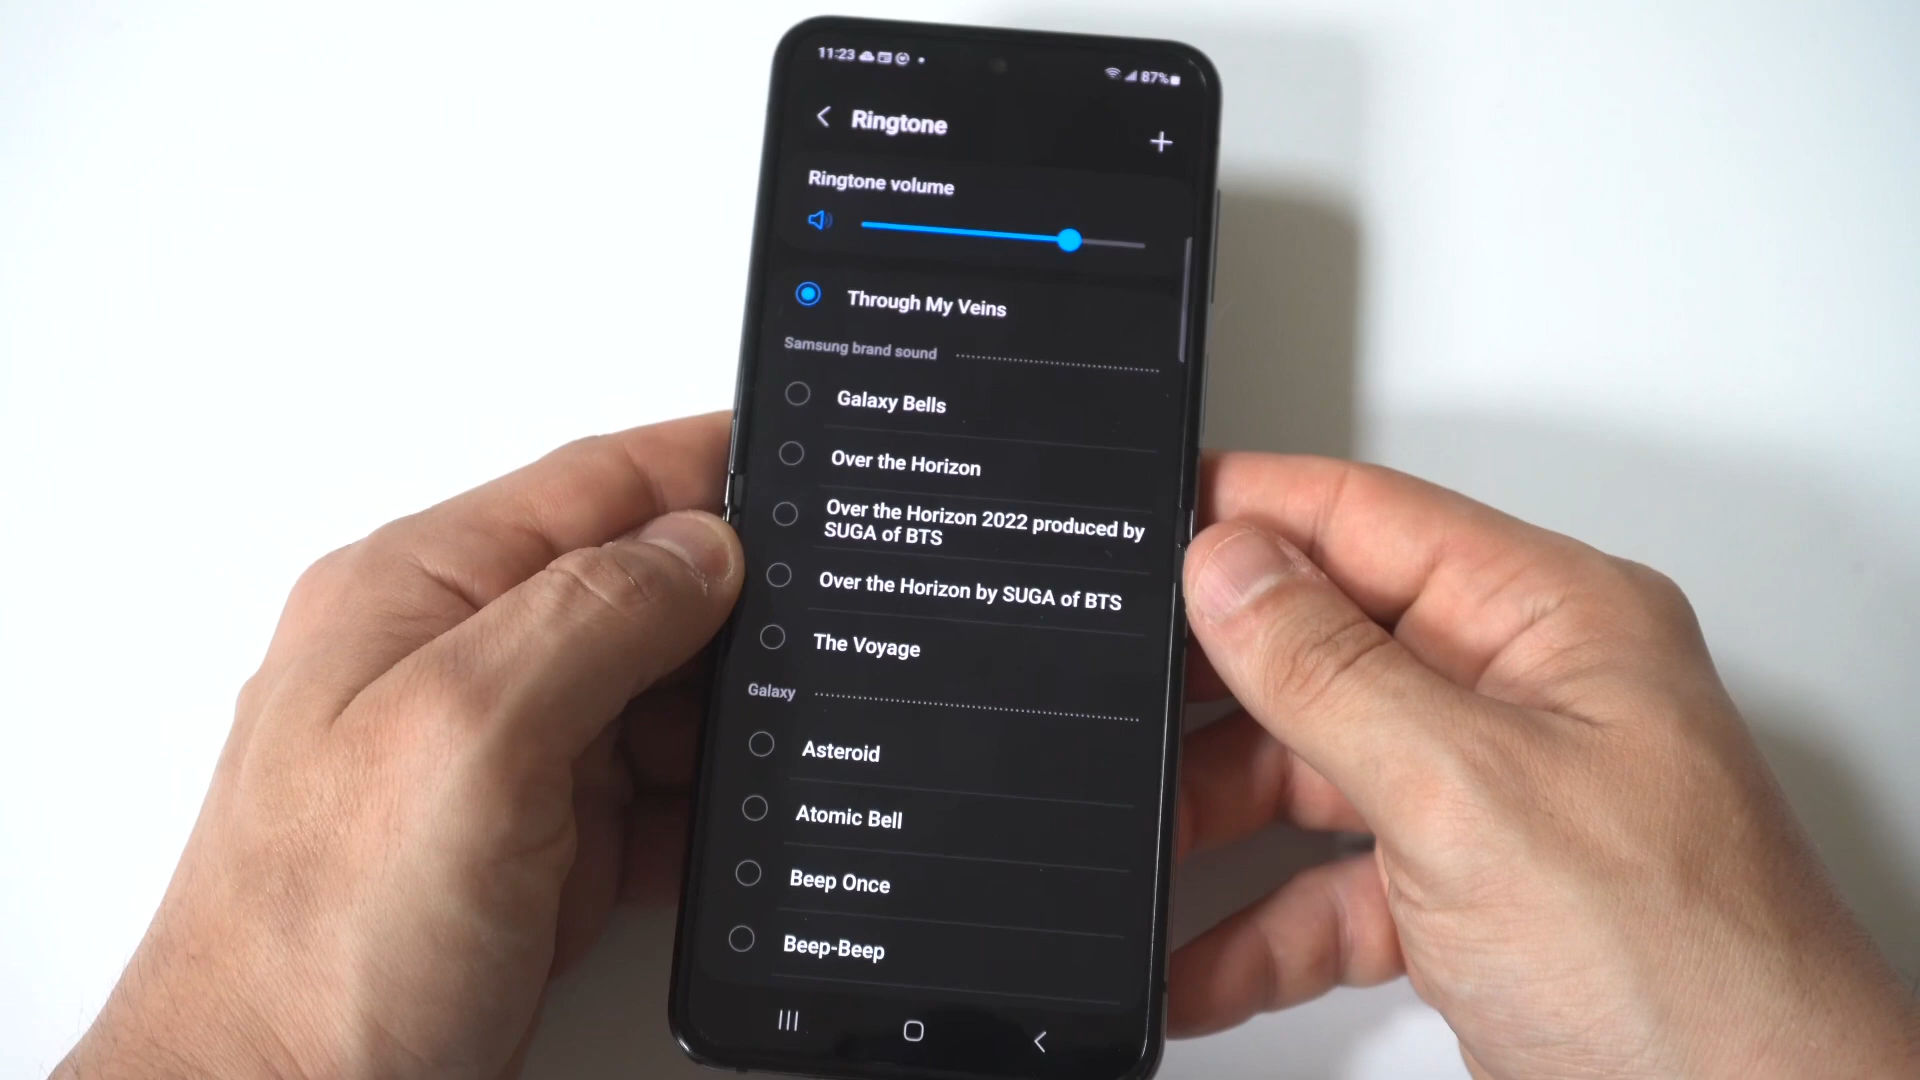 11:23
87%
Ringtone
Ringtone volume
Through My Veins
Samsung brand sound
Galaxy Bells
Over the Horizon
Over the Horizon 2022 produced by
SUGA of BTS
Over the Horizon by SUGA of BTS
The Voyage
Galaxy
Asteroid
Atomic Bell
Beep Once
Beep-Beep